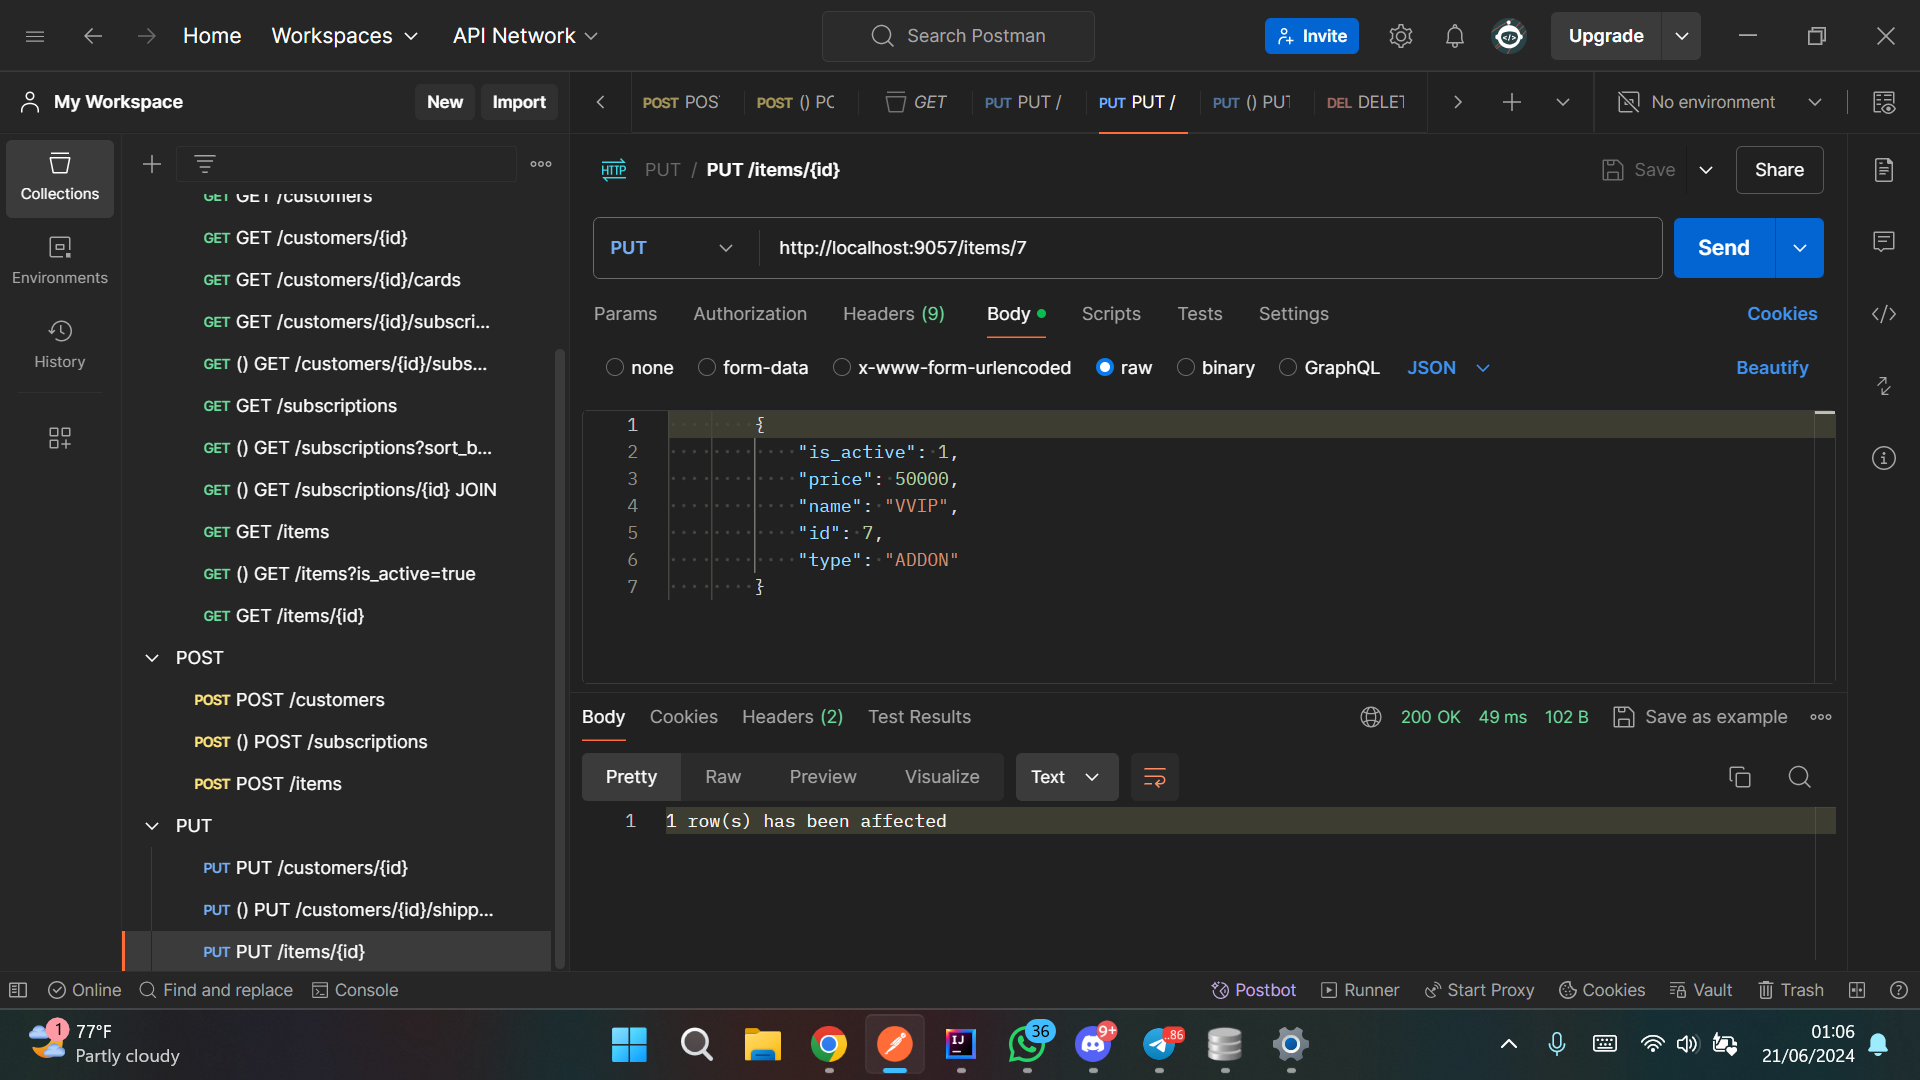 Home
Workspaces
API Network
Search Postman
Invite
Upgrade
My Workspace
New
Import
POST POS
POST () PC
GET
PUT PUT /
PUT PUT /
PUT () PUT
DEL DELET
No environment
Collections
Environments
History
GET GET /customers
GET GET /customers/{id}
GET GET /customers/{id}/cards
GET GET /customers/{id}/subscri...
GET () GET /customers/{id}/subs...
GET GET /subscriptions
GET () GET /subscriptions?sort_b...
GET () GET /subscriptions/{id} JOIN
GET GET /items
GET () GET /items?is_active=true
GET GET /items/{id}
POST
POST POST /customers
POST () POST /subscriptions
POST POST /items
PUT
PUT PUT /customers/{id}
PUT () PUT /customers/{id}/shipp...
PUT PUT /items/{id}
HTTP PUT / PUT /items/{id}
Save
Share
PUT
http://localhost:9057/items/7
Send
Params
Authorization
Headers (9)
Body
Scripts
Tests
Settings
Cookies
none
form-data
x-www-form-urlencoded
raw
binary
GraphQL
JSON
Beautify
1 {
2 "is_active": 1,
3 "price": 50000,
4 "name": "VVIP",
5 "id": 7,
6 "type": "ADDON"
7 }
Body
Cookies
Headers (2)
Test Results
200 OK
49 ms
102 B
Save as example
Pretty
Raw
Preview
Visualize
Text
1 1 row(s) has been affected
Online
Find and replace
Console
Postbot
Runner
Start Proxy
Cookies
Vault
Trash
1
77°F
Partly cloudy
IJ
36
9+
..86
01:06
21/06/2024